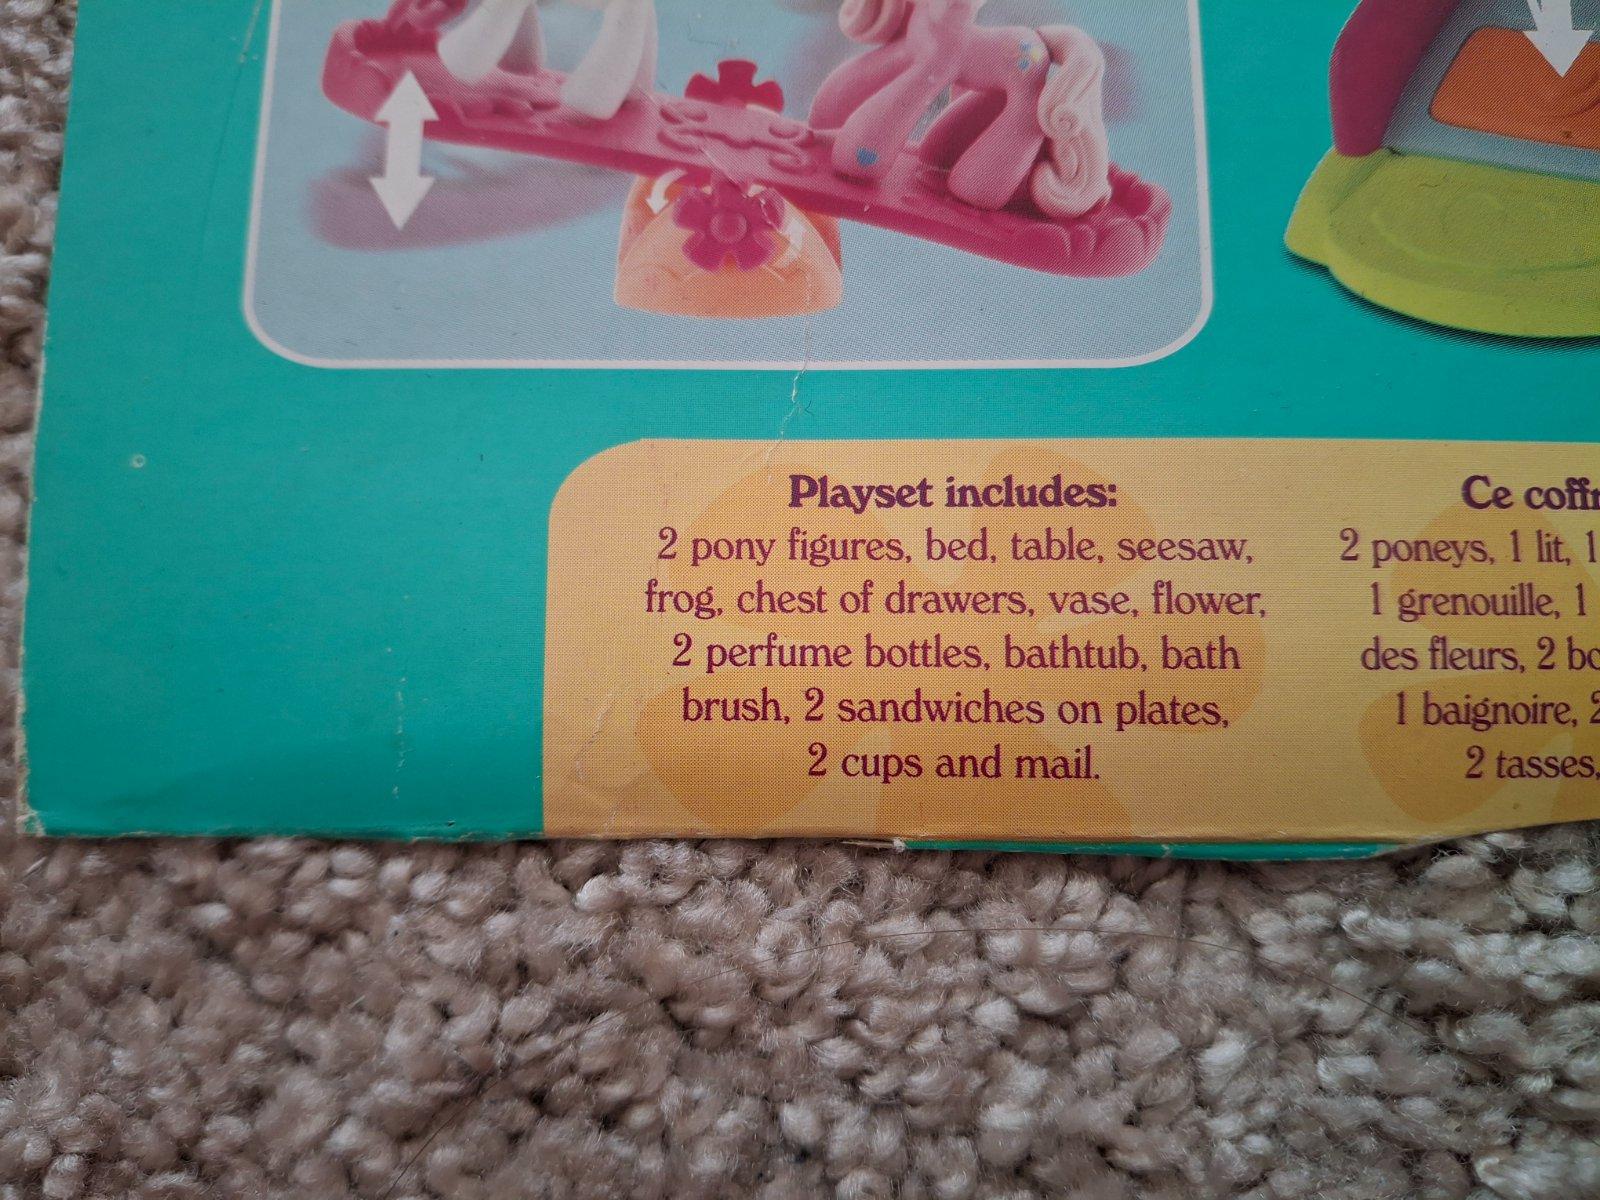 Playset includes:
2 pony figures, bed, table, seesaw,
frog, chest of drawers, vase, flower,
2 perfume bottles, bathtub, bath
brush, 2 sandwiches on plates,
2 cups and mail.
Ce
2 poneys, 1 lit, 1
1 grenouille, 1
des fleurs, 2
1 baignoire, 2
2 tasses,